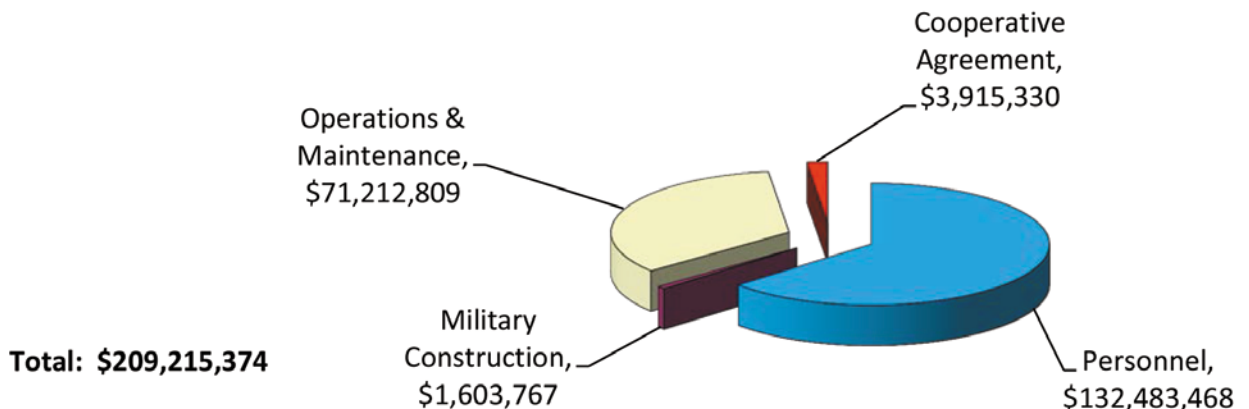 Cooperative
Agreement,
$3,915,330
Operations &
Maintenance,
$71,212,809
Military
Construction,
$1,603,767
Total: $209,215,374
Personnel,
$132,483,468